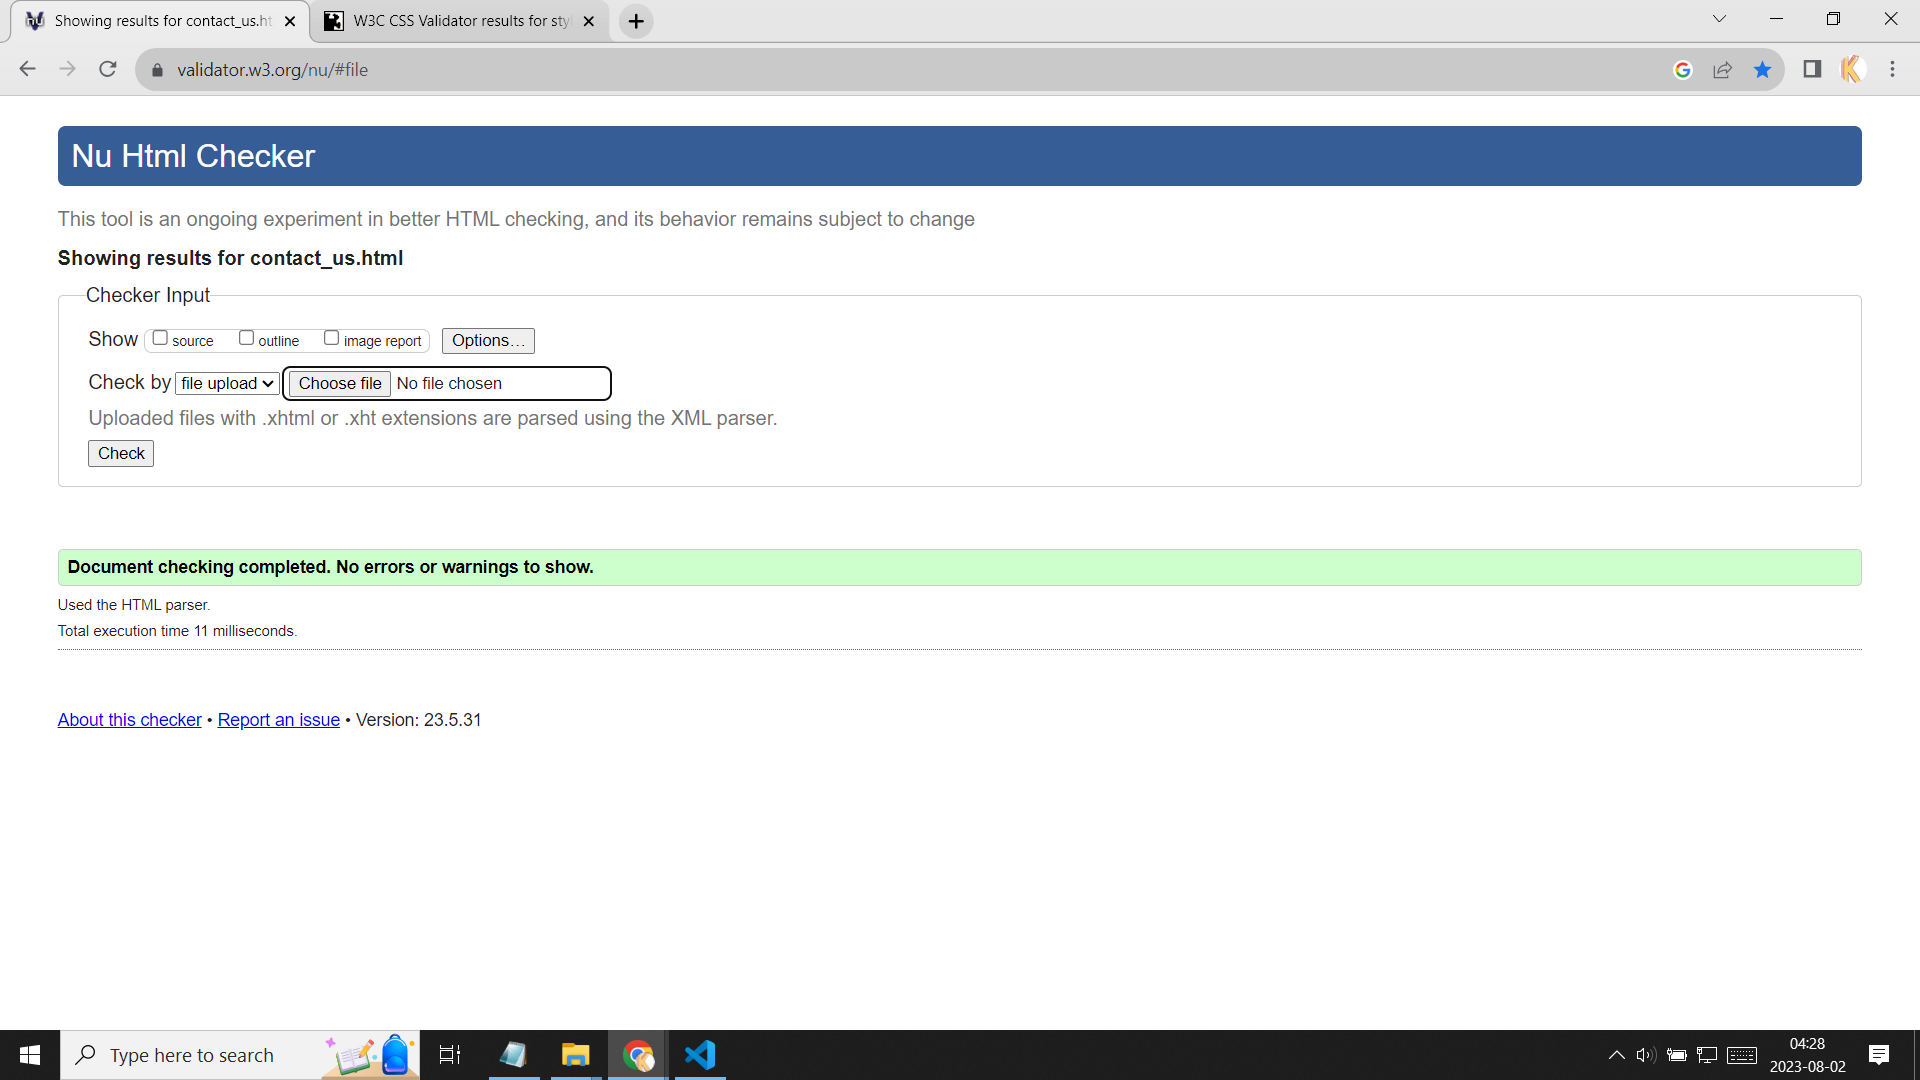 Showing results for contact_us.ht
W3C CSS Validator results for sty
validator.w3.org/nu/#file
Nu Html Checker
This tool is an ongoing experiment in better HTML checking, and its behavior remains subject to change
Showing results for contact_us.html
Checker Input
Show source outline image report Options...
Check by file upload Choose file No file chosen
Uploaded files with .xhtml or .xht extensions are parsed using the XML parser.
Check
Document checking completed. No errors or warnings to show.
Used the HTML parser.
Total execution time 11 milliseconds.
About this checker • Report an issue • Version: 23.5.31
Type here to search
04:28
2023-08-02